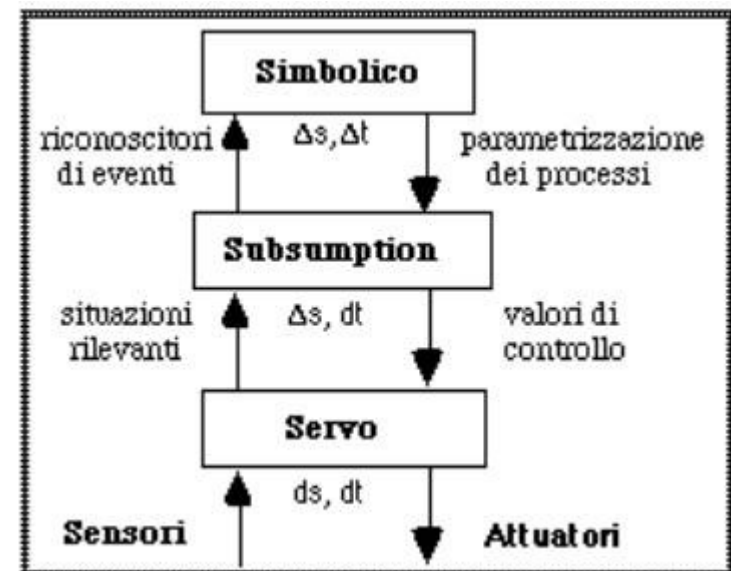 Simbolico
riconoscitori
di eventi
Δs,Δt
parametrizzazione
dei processi
Subsumption
situazioni
rilevanti
Δs, dt
valori di
controllo
Servo
ds, dt
Sensori
Attuatori